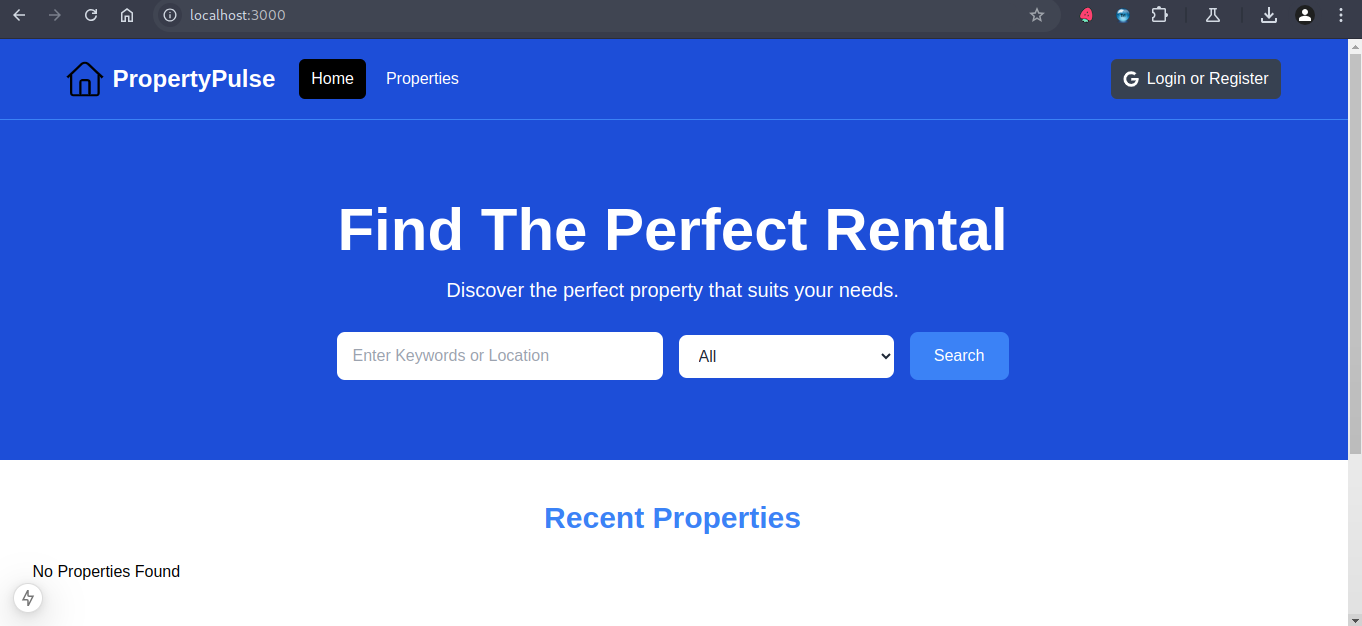 localhost:3000
PropertyPulse
Home
Properties
Login or Register
Find The Perfect Rental
Discover the perfect property that suits your needs.
Enter Keywords or Location
All
Search
Recent Properties
No Properties Found